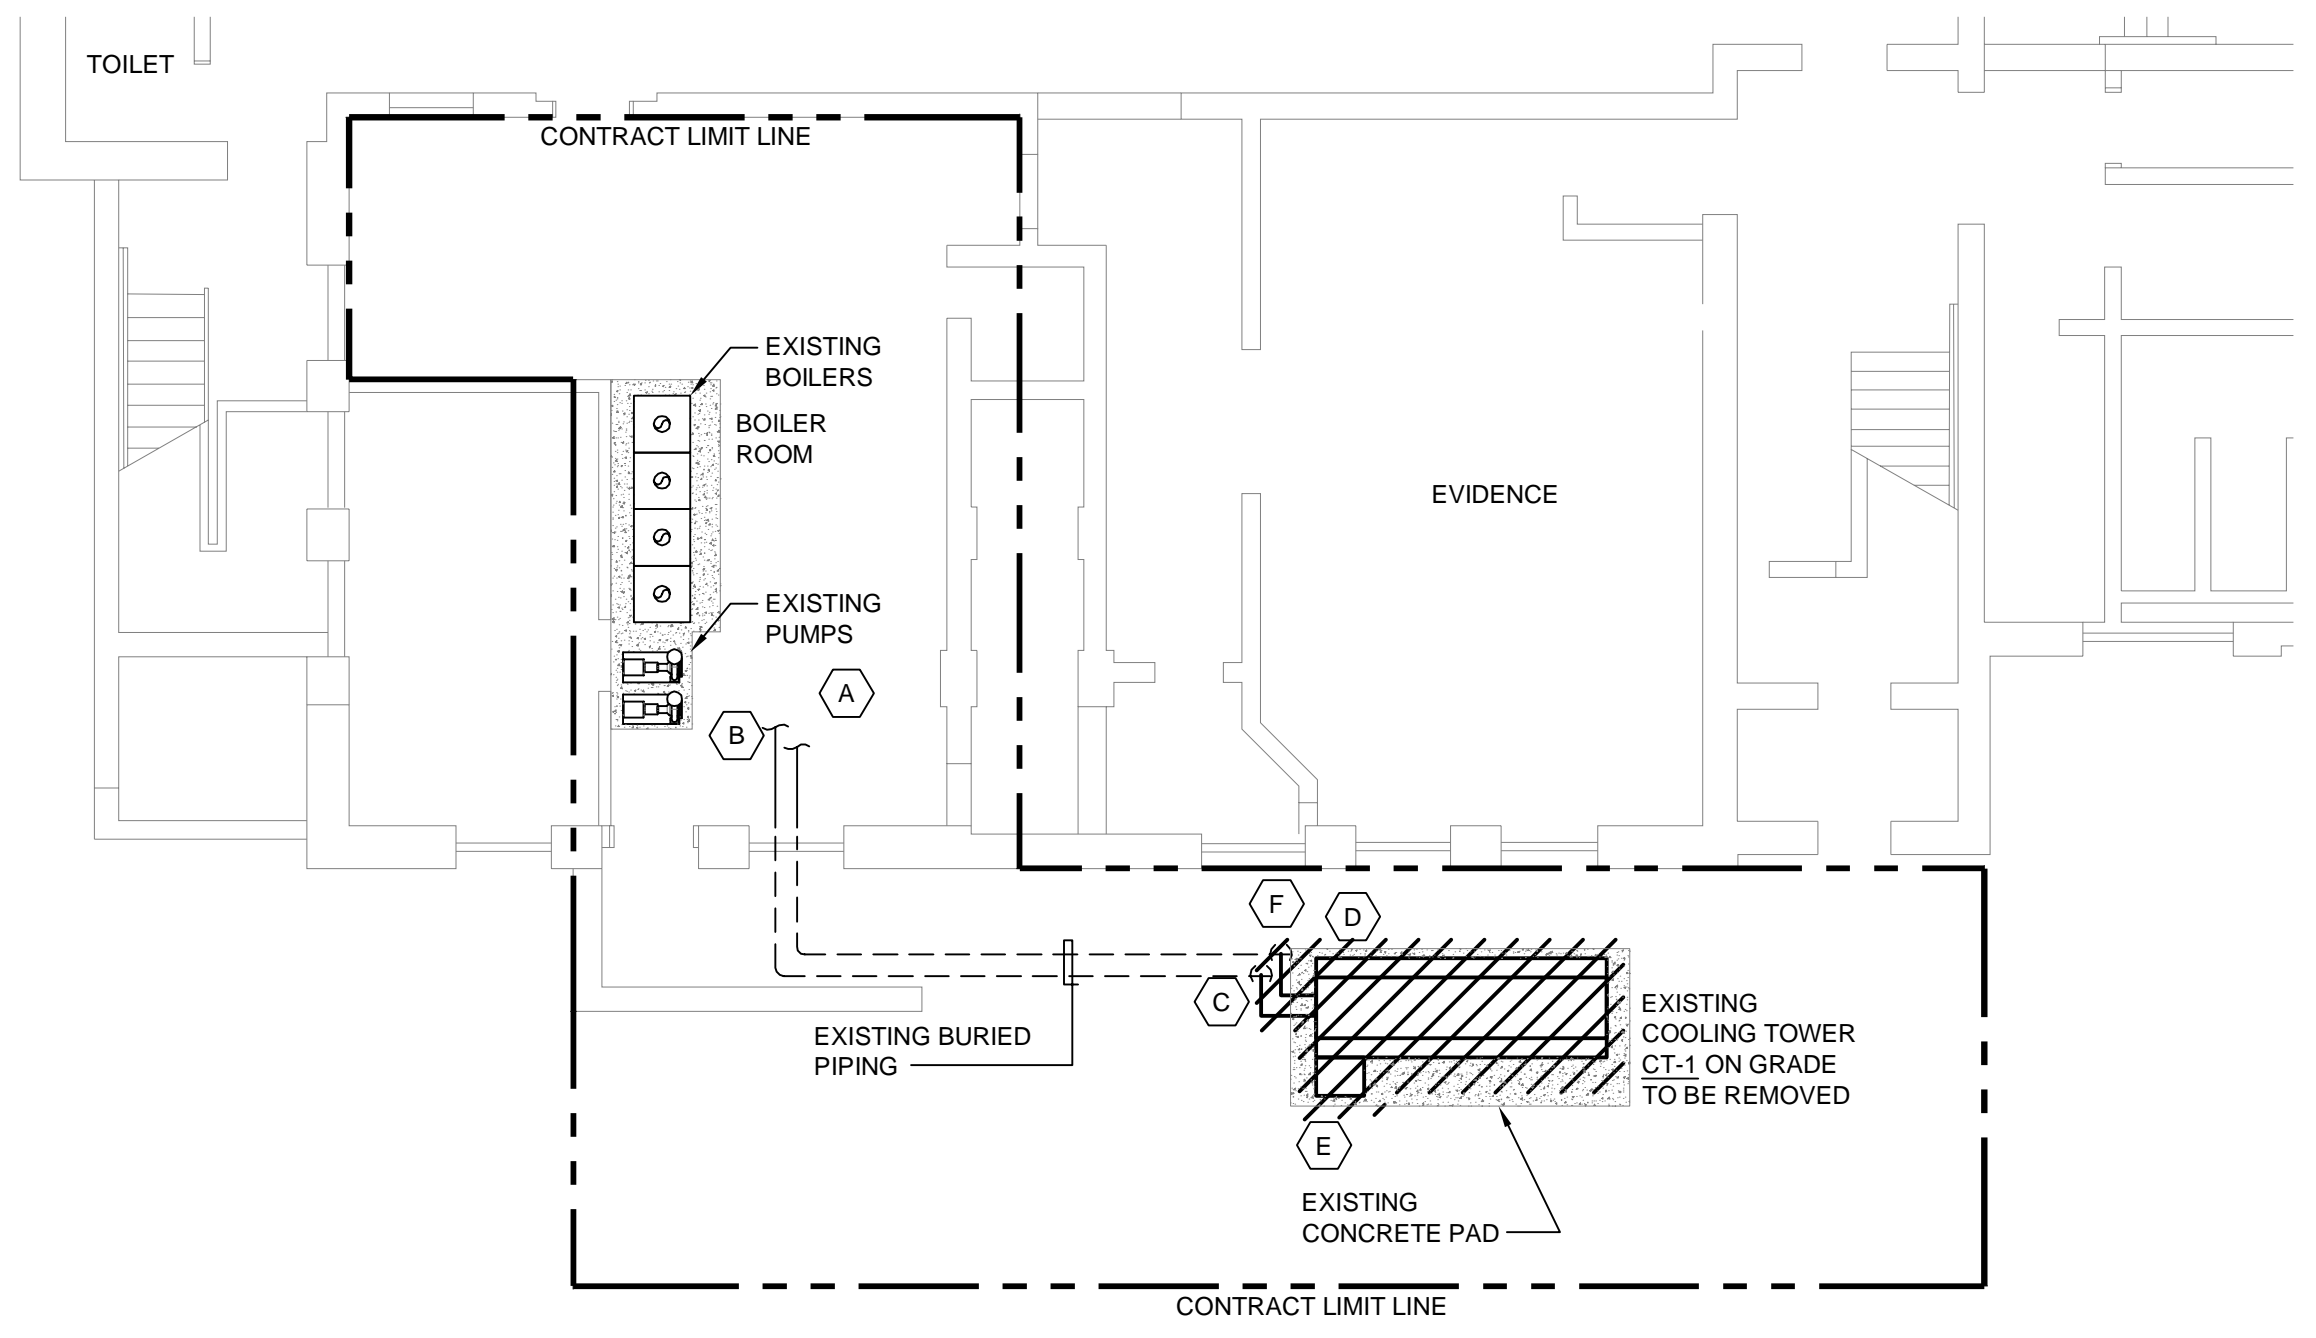 TOILET
CONTRACT LIMIT LINE
EXISTING
BOILERS
BOILER
ROOM
EVIDENCE
EXISTING
PUMPS
A
B
F
D
C
EXISTING
COOLING TOWER
CT-1 ON GRADE
TO BE REMOVED
EXISTING BURIED
PIPING
E
EXISTING
CONCRETE PAD
CONTRACT LIMIT LINE